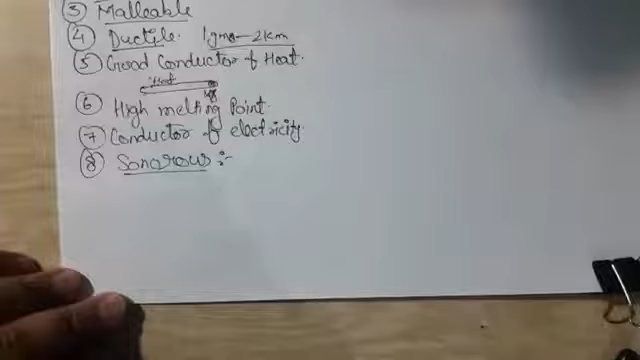 ③ Malleable
④ Ductile. 1gm - 2km
⑤ Good Conductor of Heat.
Heat
⑥ High melting Point.
⑦ Conductor of electricity.
⑧ Sonorous :-